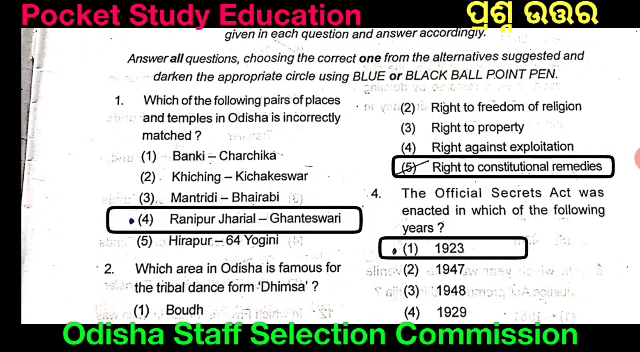 Pocket Study Education
ପ୍ରଶ୍ନ ଉତ୍ତର
given in each question and answer accordingly.
Answer all questions, choosing the correct one from the alternatives suggested and
darken the appropriate circle using BLUE or BLACK BALL POINT PEN.
1. Which of the following pairs of places
and temples in Odisha is incorrectly
matched ?
(1) Banki – Charchika
(2) Khiching – Kichakeswar
(3) Mantridi – Bhairabi
(4) Ranipur Jharial – Ghanteswari
(5) Hirapur – 64 Yogini
2. Which area in Odisha is famous for
the tribal dance form 'Dhimsa' ?
(1) Boudh
(2) Right to freedom of religion
(3) Right to property
(4) Right against exploitation
(5) Right to constitutional remedies
4. The Official Secrets Act was
enacted in which of the following
years ?
(1) 1923
(2) 1947
(3) 1948
(4) 1929
Odisha Staff Selection Commission